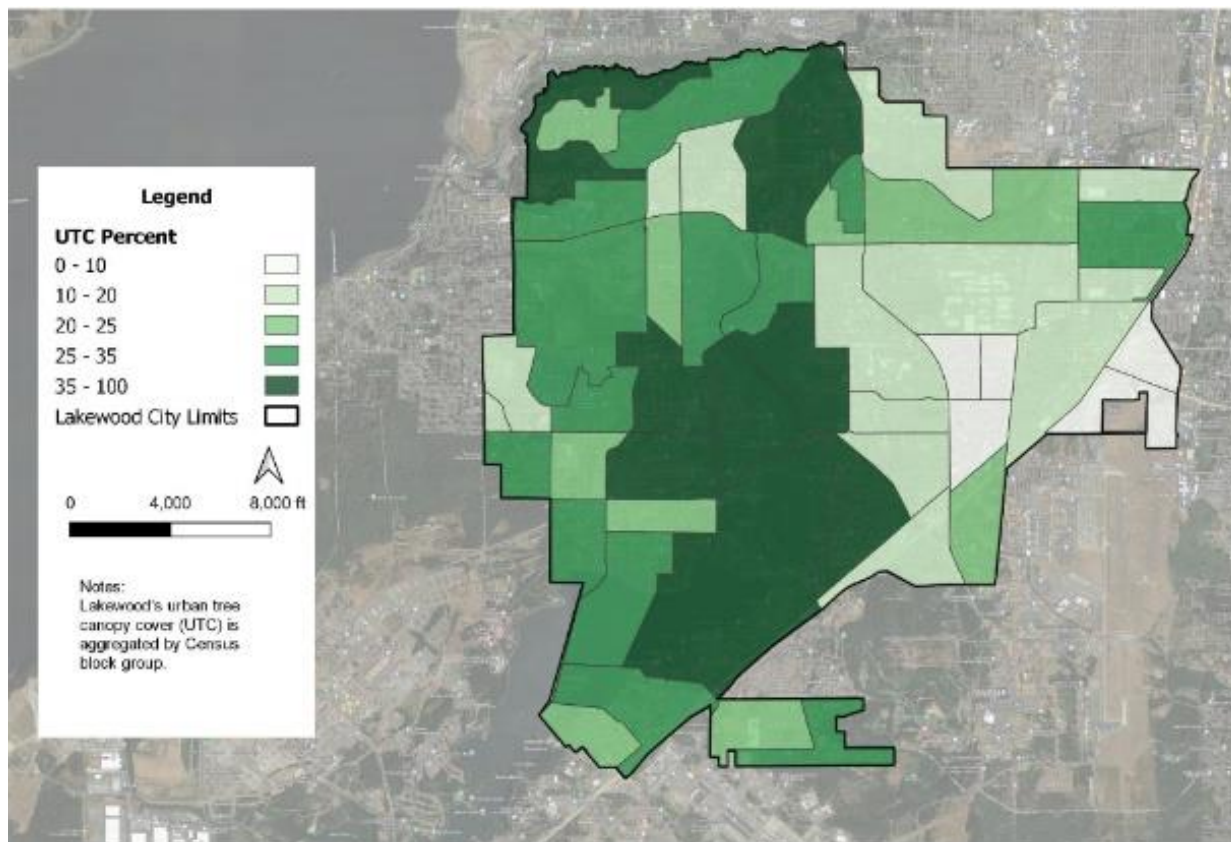 Legend
UTC Percent
0 - 10
10 - 20
20 - 25
25 - 35
35 - 100
Lakewood City Limits
0 4,000 8,000 ft
Notes:
Lakewood's urban tree
canopy cover (UTC) is
aggregated by Census
block group.